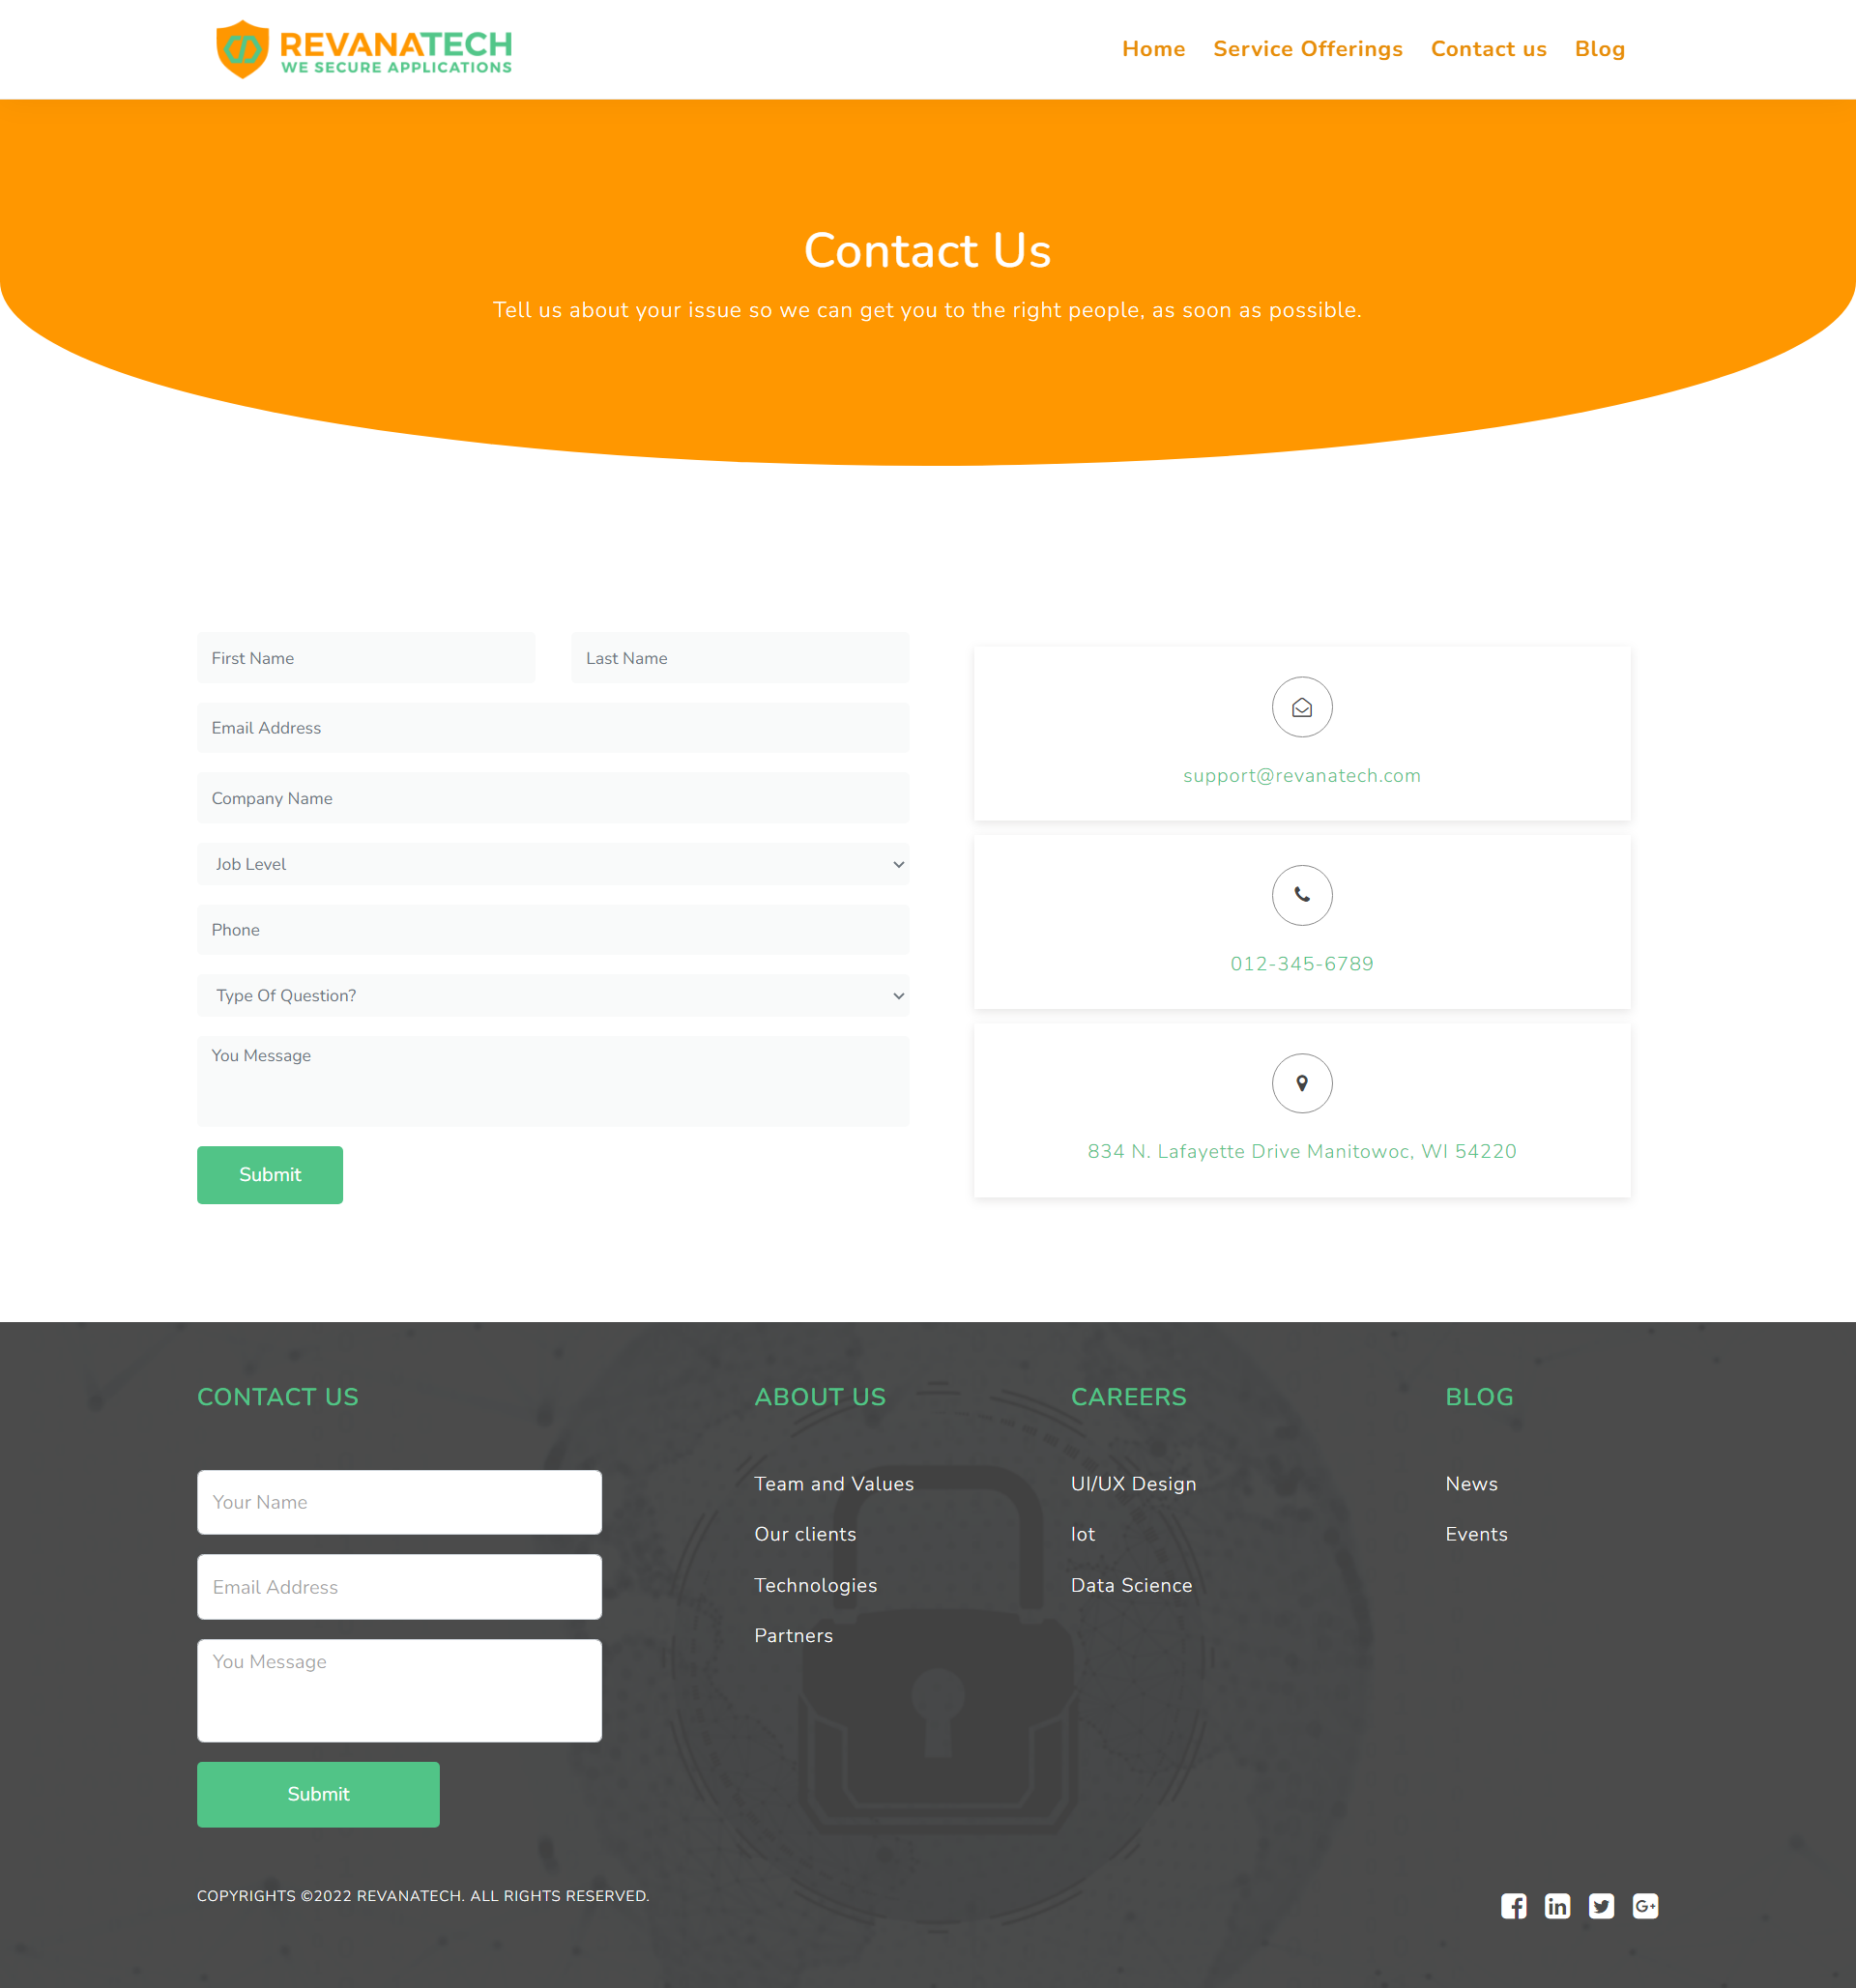 REVANATECH
WE SECURE APPLICATIONS
Home Service Offerings Contact us Blog
Contact Us
Tell us about your issue so we can get you to the right people, as soon as possible.
First Name Last Name
Email Address
Company Name
Job Level
Phone
Type Of Question?
You Message
Submit
support@revanatech.com
012-345-6789
834 N. Lafayette Drive Manitowoc, WI 54220
CONTACT US
Your Name
Email Address
You Message
Submit
ABOUT US
Team and Values
Our clients
Technologies
Partners
CAREERS
UI/UX Design
Iot
Data Science
BLOG
News
Events
COPYRIGHTS ©2022 REVANATECH. ALL RIGHTS RESERVED.